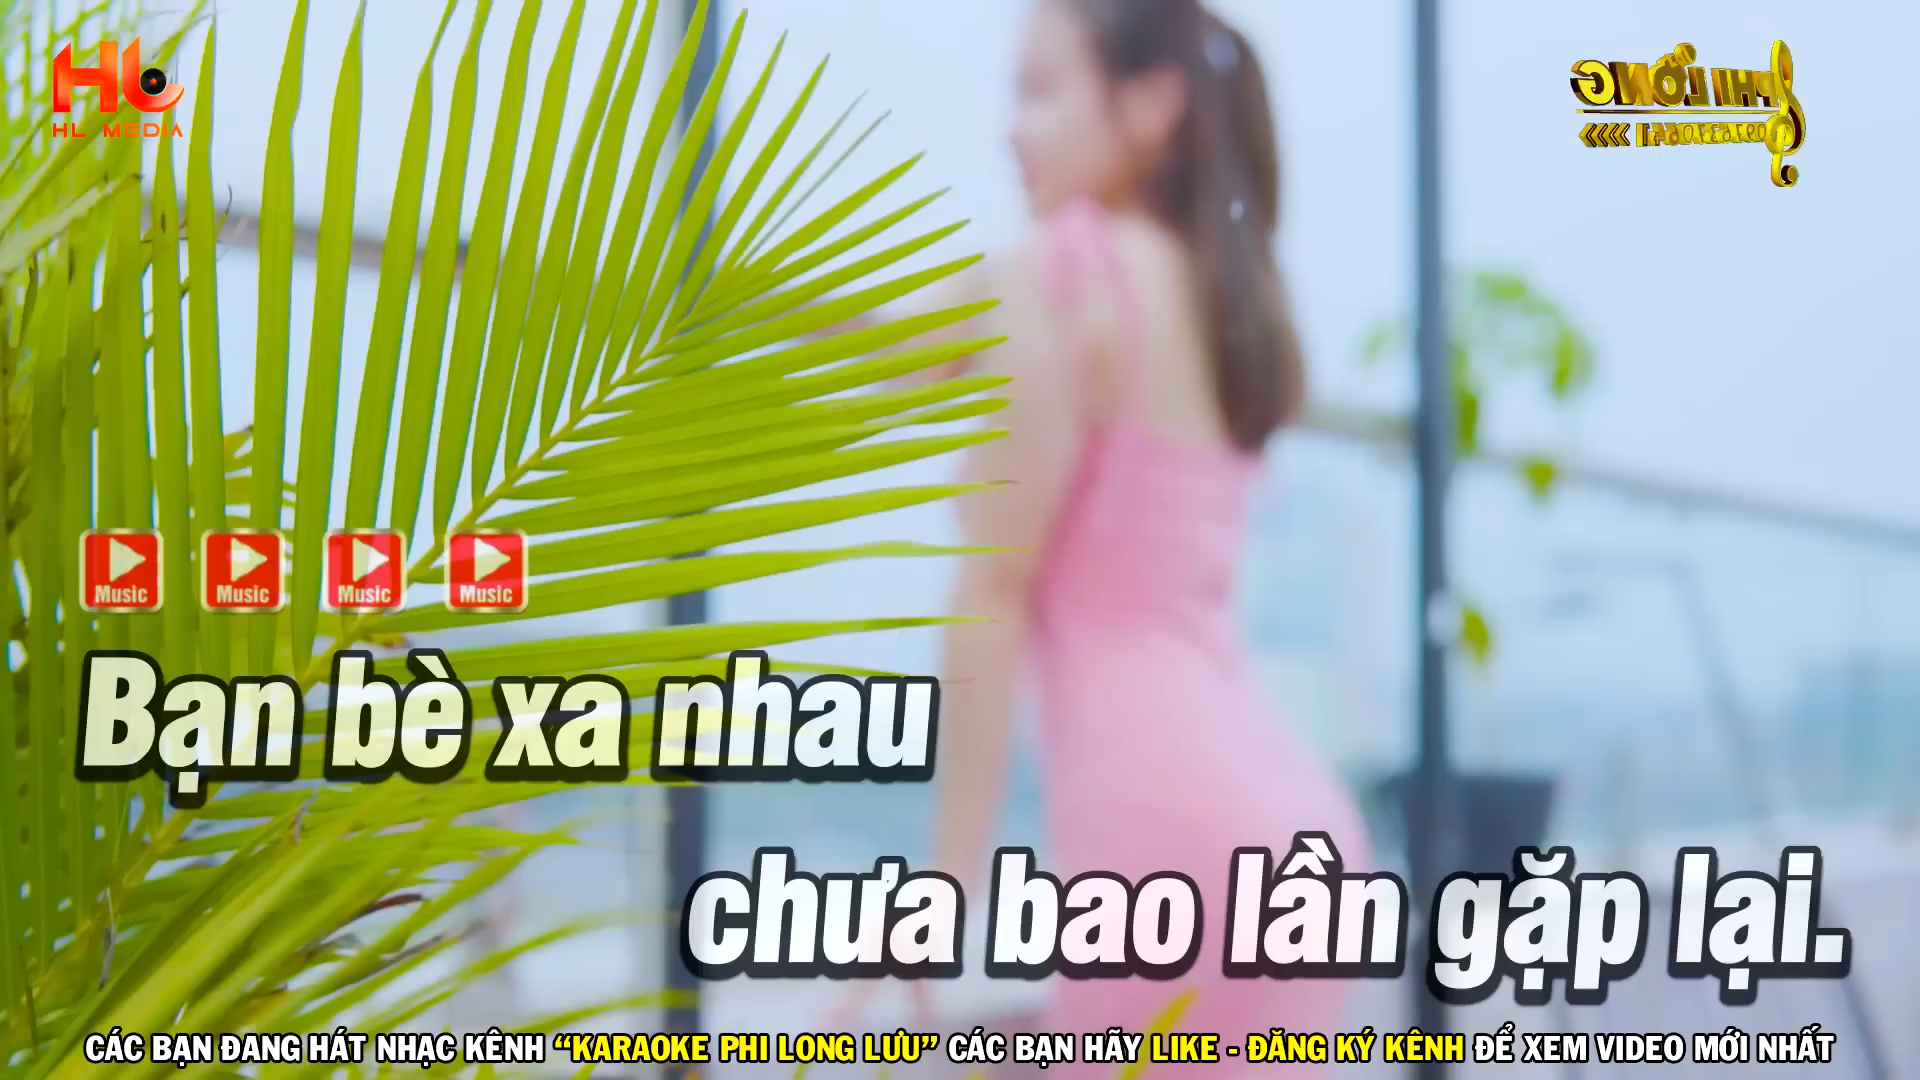 HL MEDIA
PHI LONG
Music Music Music Music
Bạn bè xa nhau
chưa bao lần gặp lại.
CÁC BẠN ĐANG HÁT NHẠC KÊNH “KARAOKE PHI LONG LƯU” CÁC BẠN HÃY LIKE - ĐĂNG KÝ KÊNH ĐỂ XEM VIDEO MỚI NHẤT